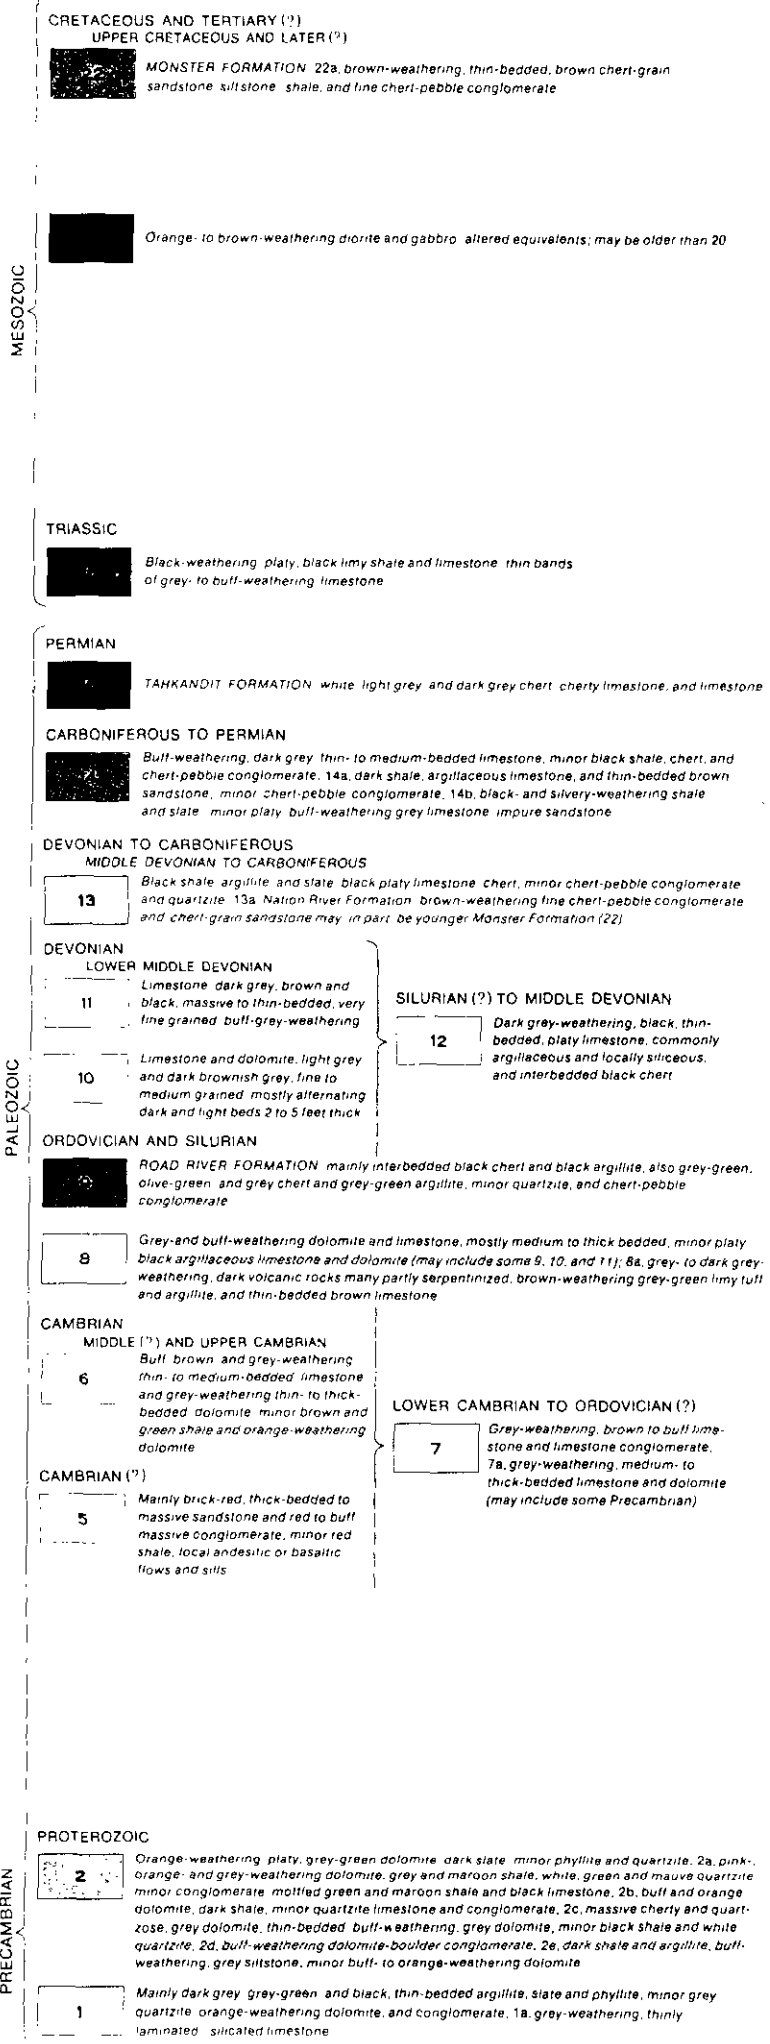 CRETACEOUS AND TERTIARY (?)
UPPER CRETACEOUS AND LATER (?)
MONSTER FORMATION 22a, brown-weathering, thin-bedded, brown chert-grain
sandstone siltstone shale, and fine chert-pebble conglomerate
Orange- to brown-weathering diorite and gabbro altered equivalents; may be older than 20
MESOZOIC
TRIASSIC
Black-weathering platy, black limy shale and limestone thin bands
of grey- to buff-weathering limestone
PERMIAN
TAHKANDIT FORMATION white light grey and dark grey chert cherty limestone, and limestone
CARBONIFEROUS TO PERMIAN
Buff-weathering, dark grey thin- to medium-bedded limestone, minor black shale, chert, and
chert-pebble conglomerate. 14a, dark shale, argillaceous limestone, and thin-bedded brown
sandstone, minor chert-pebble conglomerate, 14b, black- and silvery-weathering shale
and slate minor platy buff-weathering grey limestone impure sandstone
DEVONIAN TO CARBONIFEROUS
MIDDLE DEVONIAN TO CARBONIFEROUS
13
Black shale argillite and slate black platy limestone chert, minor chert-pebble conglomerate
and quartzite 13a Nation River Formation brown-weathering fine chert-pebble conglomerate
and chert-grain sandstone may in part be younger Monster Formation (22)
DEVONIAN
LOWER MIDDLE DEVONIAN
11
Limestone dark grey, brown and
black, massive to thin-bedded, very
fine grained buff-grey-weathering
10
Limestone and dolomite, light grey
and dark brownish grey, fine to
medium grained mostly alternating
dark and light beds 2 to 5 feet thick
SILURIAN (?) TO MIDDLE DEVONIAN
12
Dark grey-weathering, black, thin-
bedded, platy limestone, commonly
argillaceous and locally siliceous,
and interbedded black chert
PALEOZOIC
ORDOVICIAN AND SILURIAN
ROAD RIVER FORMATION mainly interbedded black chert and black argillite, also grey-green,
olive-green and grey chert and grey-green argillite, minor quartzite, and chert-pebble
conglomerate
8
Grey-and buff-weathering dolomite and limestone, mostly medium to thick bedded, minor platy
black argillaceous limestone and dolomite (may include some 9, 10, and 11); 8a, grey- to dark grey-
weathering, dark volcanic rocks many partly serpentinized, brown-weathering grey-green limy tuff
and argillite, and thin-bedded brown limestone
CAMBRIAN
MIDDLE (?) AND UPPER CAMBRIAN
6
Buff brown and grey-weathering
thin- to medium-bedded limestone
and grey-weathering thin- to thick-
bedded dolomite minor brown and
green shale and orange-weathering
dolomite
CAMBRIAN (?)
5
Mainly brick-red, thick-bedded to
massive sandstone and red to buff
massive conglomerate, minor red
shale, local andesitic or basaltic
flows and sills
LOWER CAMBRIAN TO ORDOVICIAN (?)
7
Grey-weathering, brown to buff lime-
stone and limestone conglomerate,
7a, grey-weathering, medium- to
thick-bedded limestone and dolomite
(may include some Precambrian)
PRECAMBRIAN
PROTEROZOIC
2
Orange-weathering platy, grey-green dolomite dark slate minor phyllite and quartzite, 2a, pink-,
orange- and grey-weathering dolomite, grey and maroon shale, white, green and mauve quartzite
minor conglomerate mottled green and maroon shale and black limestone, 2b, buff and orange
dolomite, dark shale, minor quartzite limestone and conglomerate, 2c, massive cherty and quart-
zose, grey dolomite, thin-bedded buff-weathering, grey dolomite, minor black shale and white
quartzite, 2d, buff-weathering dolomite-boulder conglomerate, 2e, dark shale and argillite, buff-
weathering, grey siltstone, minor buff- to orange-weathering dolomite
1
Mainly dark grey grey-green and black, thin-bedded argillite, slate and phyllite, minor grey
quartzite orange-weathering dolomite, and conglomerate, 1a, grey-weathering, thinly
laminated silicated limestone